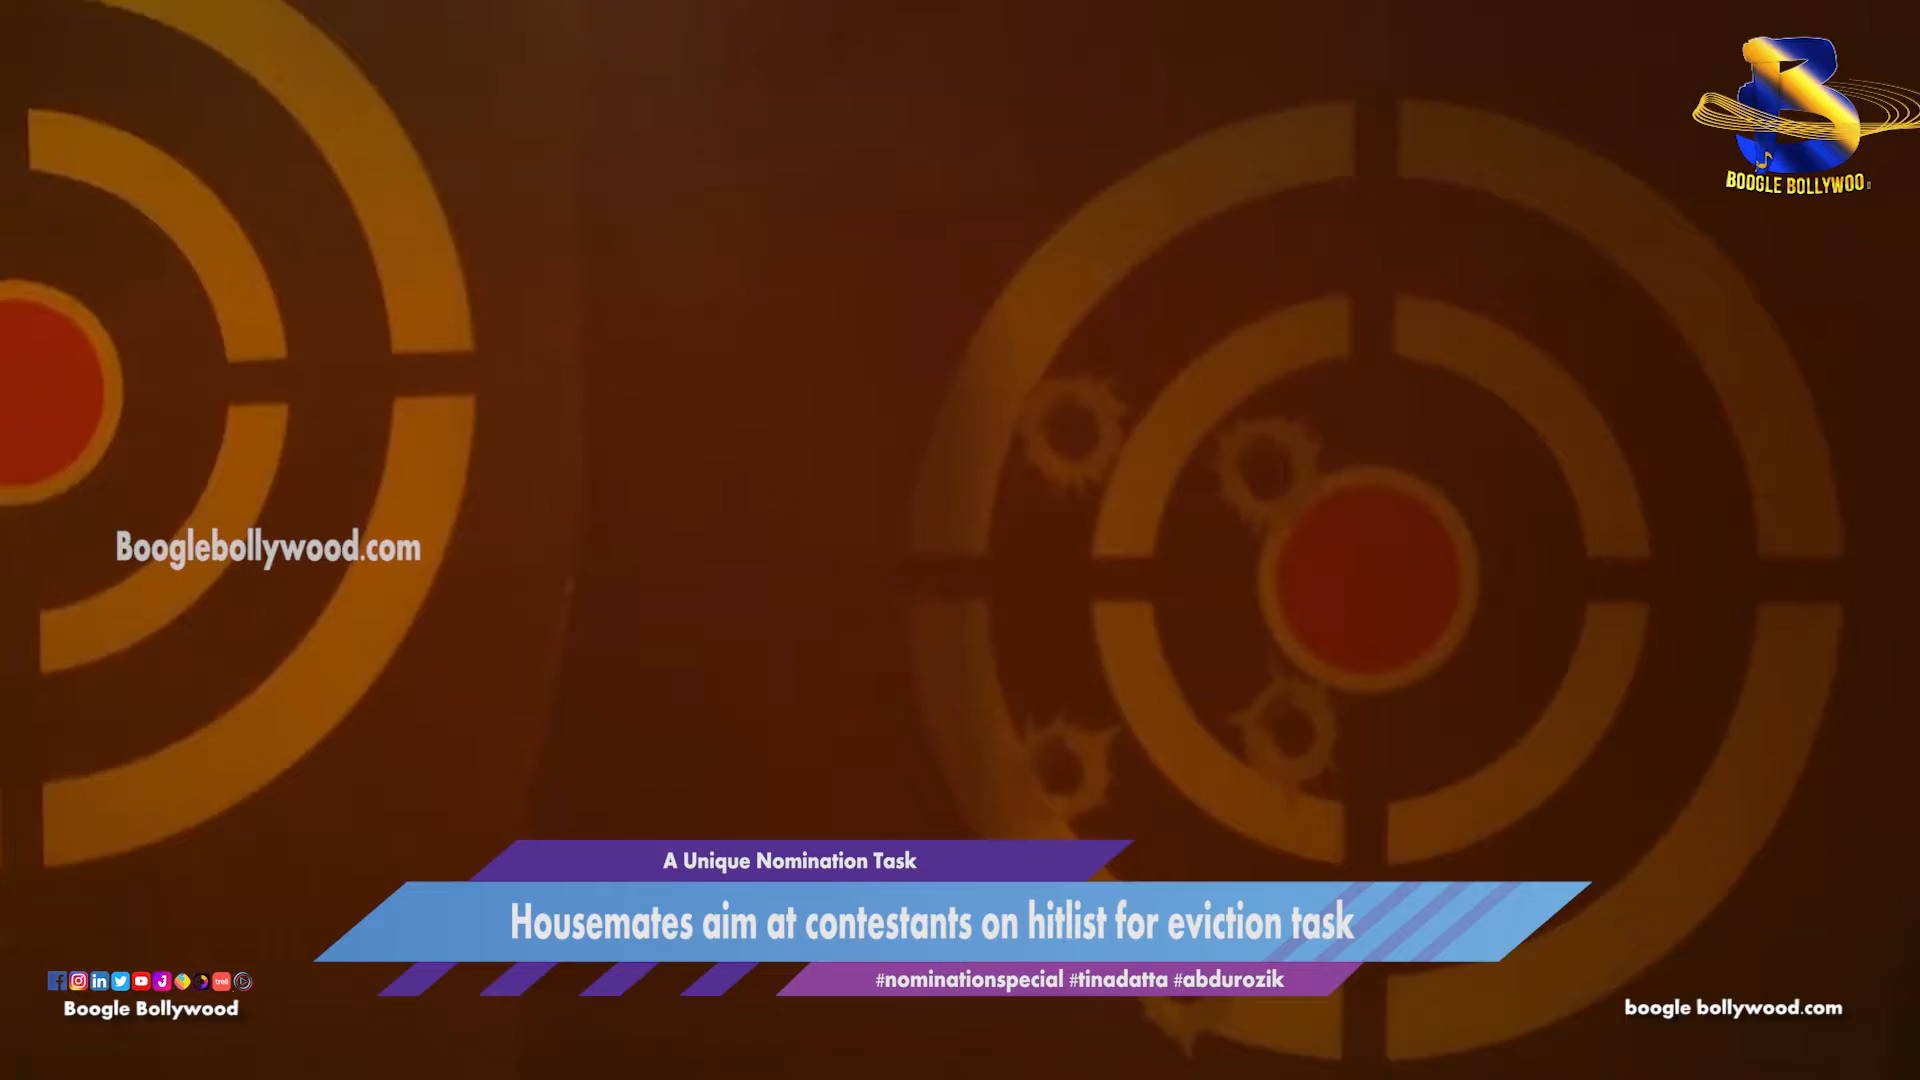 BOOGLE BOLLYWOO
Booglebollywood.com
A Unique Nomination Task
Housemates aim at contestants on hitlist for eviction task
#nominationspecial #tinadatta #abdurozik
Boogle Bollywood
boogle bollywood.com